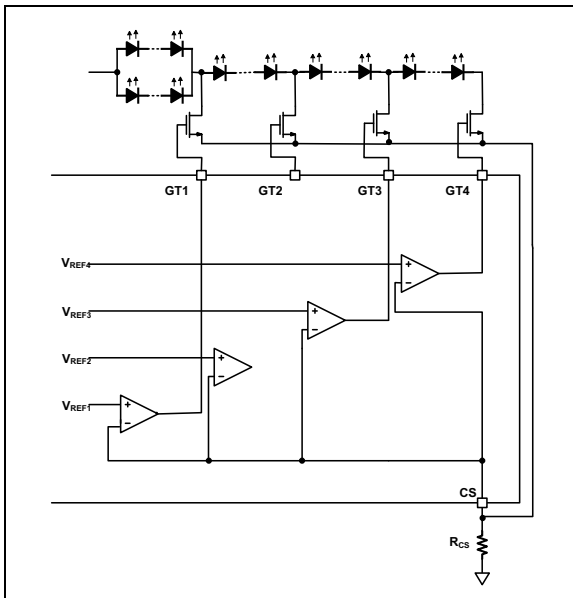 GT1 GT2 GT3 GT4
VREF4
+
−
VREF3
+
−
VREF2
+
−
VREF1
+
−
CS
RCS